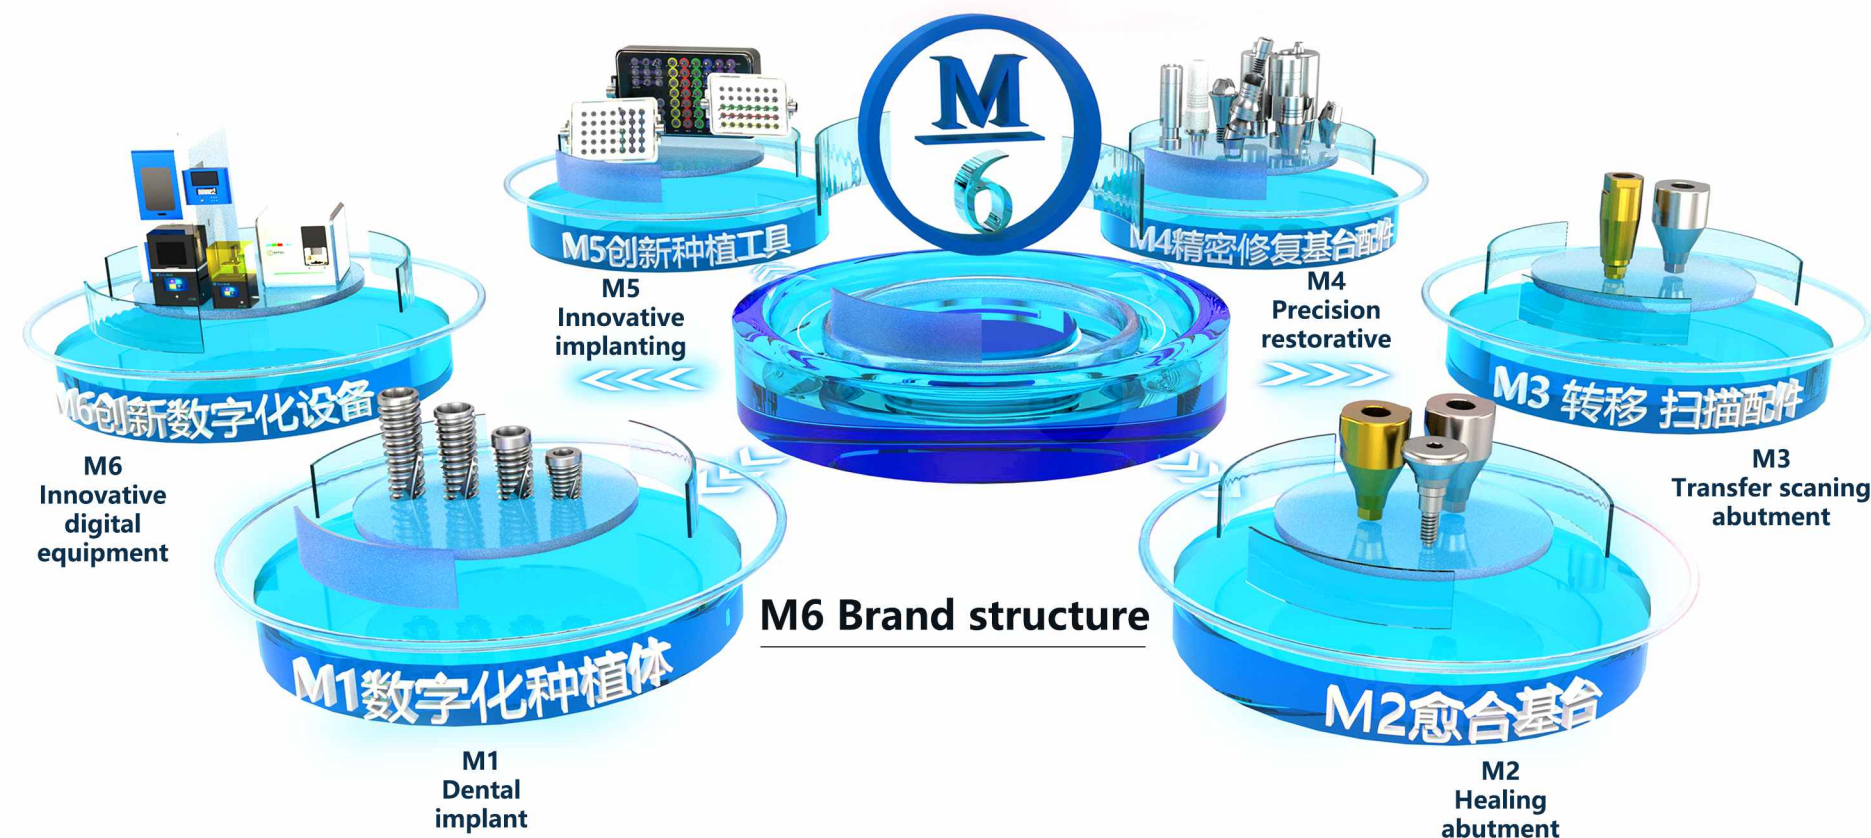 M
6
M5创新种植工具
M5
Innovative
implanting
M4精密修复基台配件
M4
Precision
restorative
M6创新数字化设备
M6
Innovative
digital
equipment
M3 转移 扫描配件
M3
Transfer scaning
abutment
M6 Brand structure
M1数字化种植体
M1
Dental
implant
M2愈合基台
M2
Healing
abutment